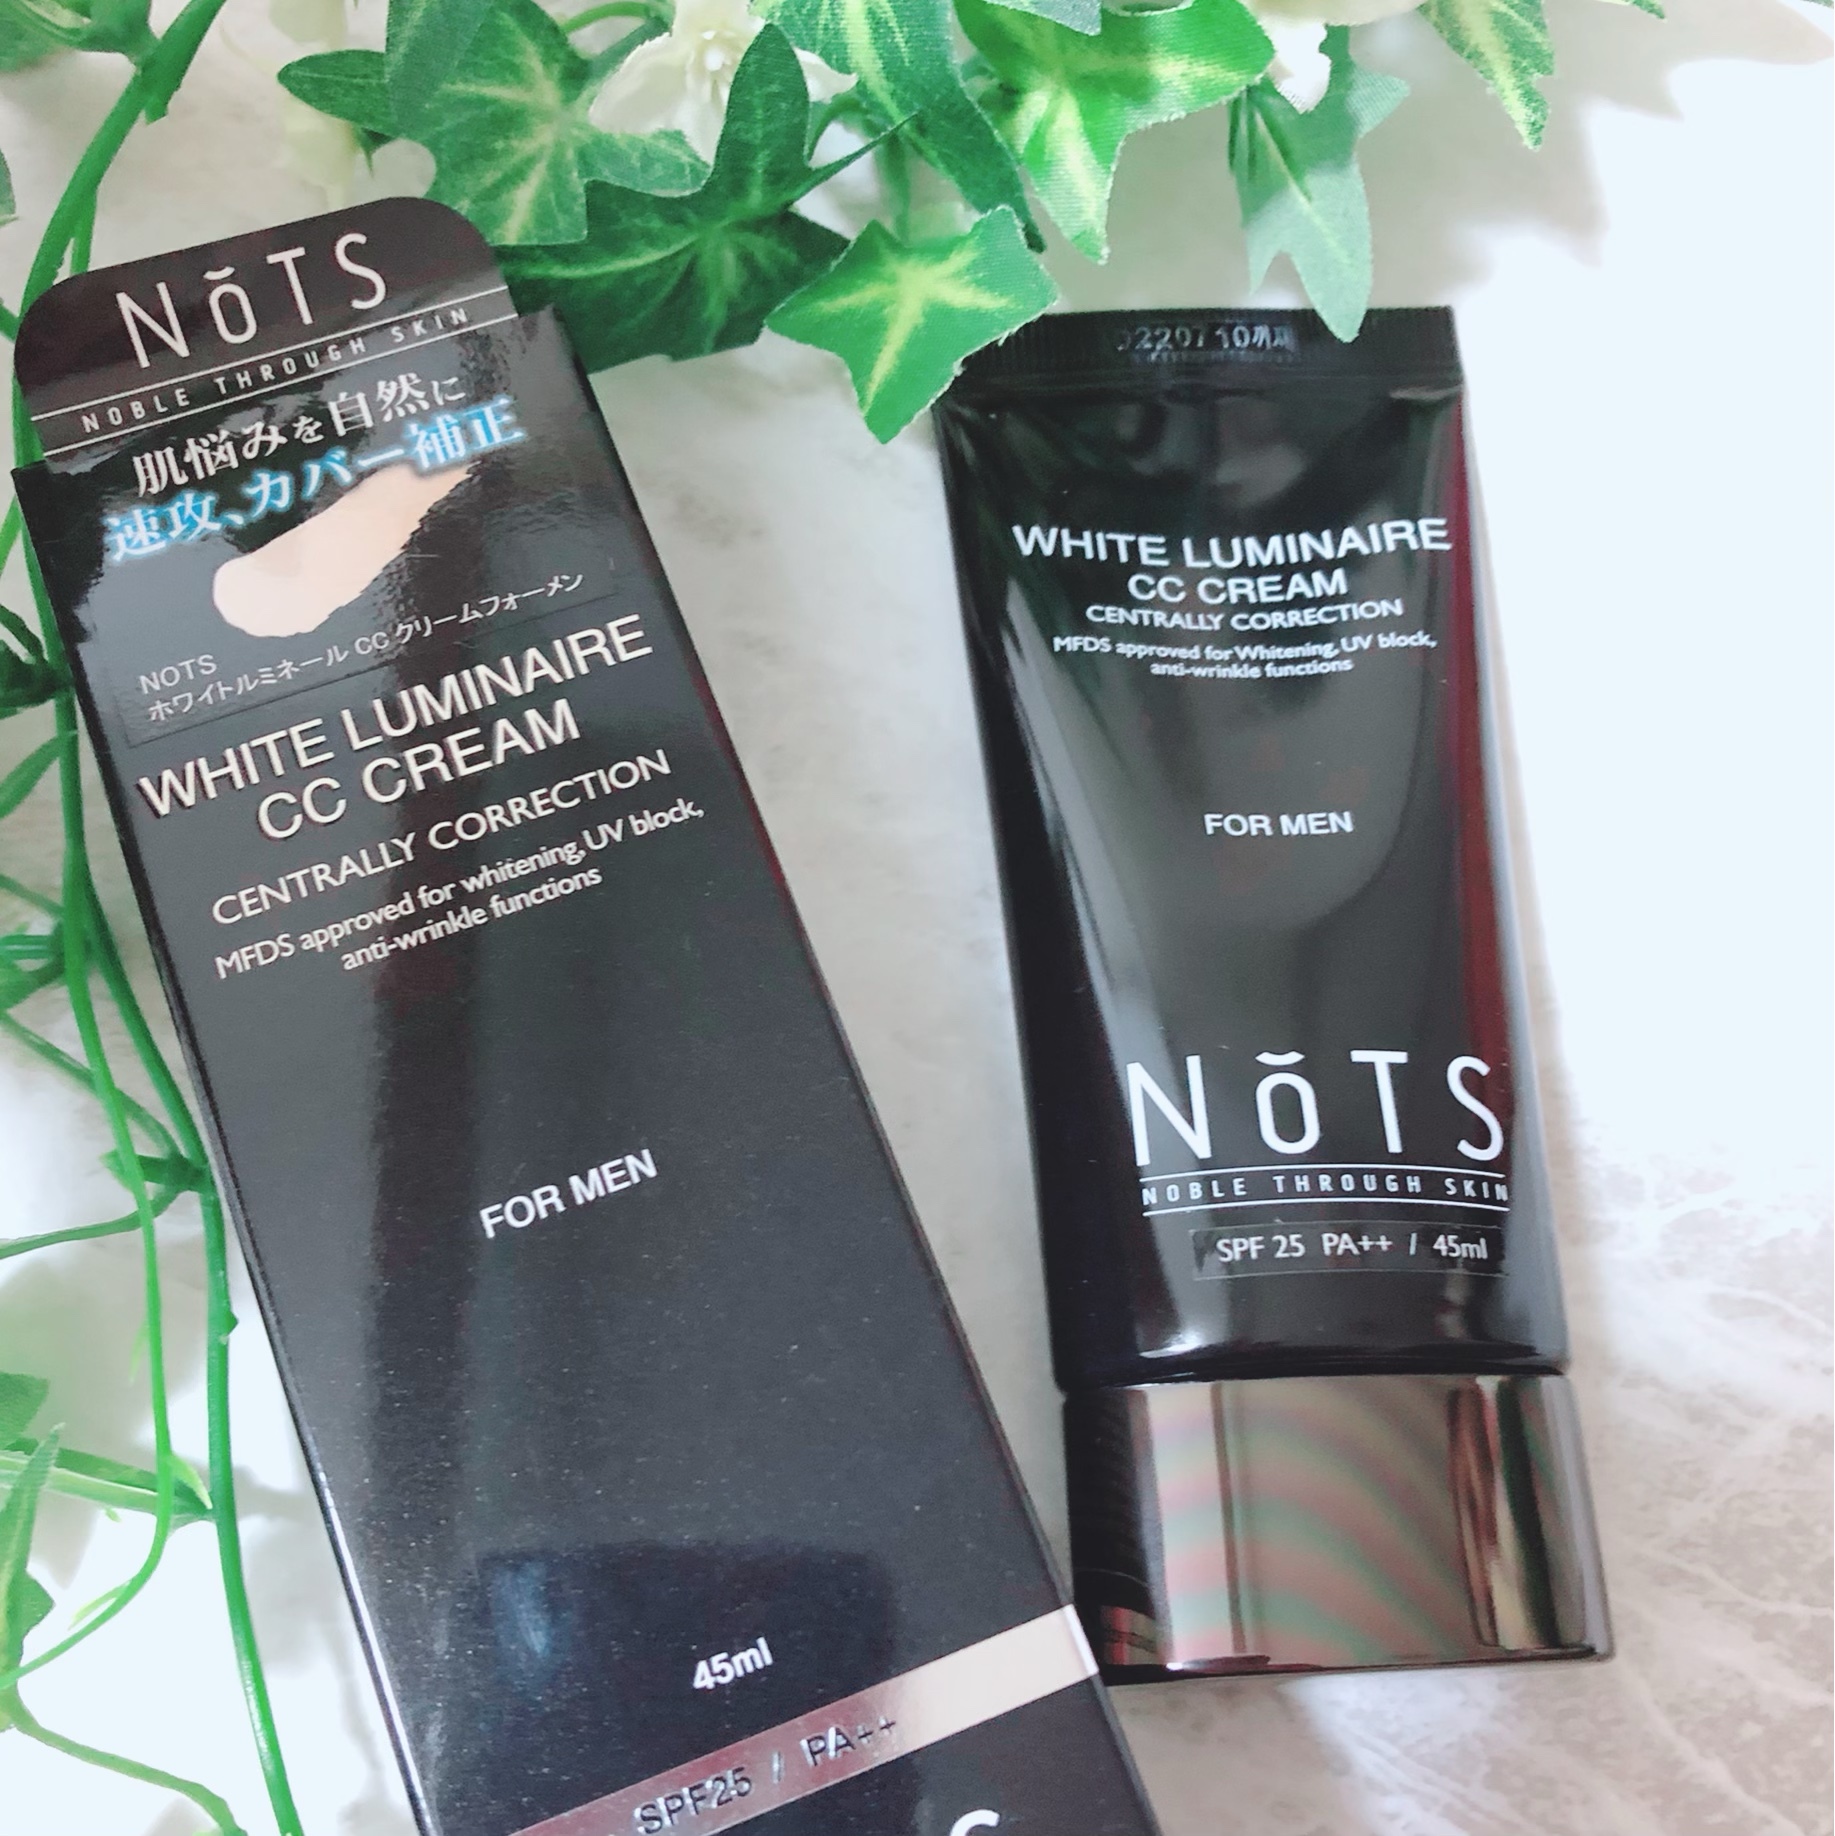 NŏTS
NOBLE THROUGH SKIN
肌悩みを自然に
速攻、カバー補正
NOTS
ホワイトルミネール CC クリームフォーメン
WHITE LUMINAIRE
CC CREAM
CENTRALLY CORRECTION
MFDS approved for whitening, UV block,
anti-wrinkle functions
FOR MEN
45ml
SPF25 / PA++
WHITE LUMINAIRE
CC CREAM
CENTRALLY CORRECTION
MFDS approved for Whitening, UV block,
anti-wrinkle functions
FOR MEN
NŏTS
NOBLE THROUGH SKIN
SPF 25 PA++ / 45ml